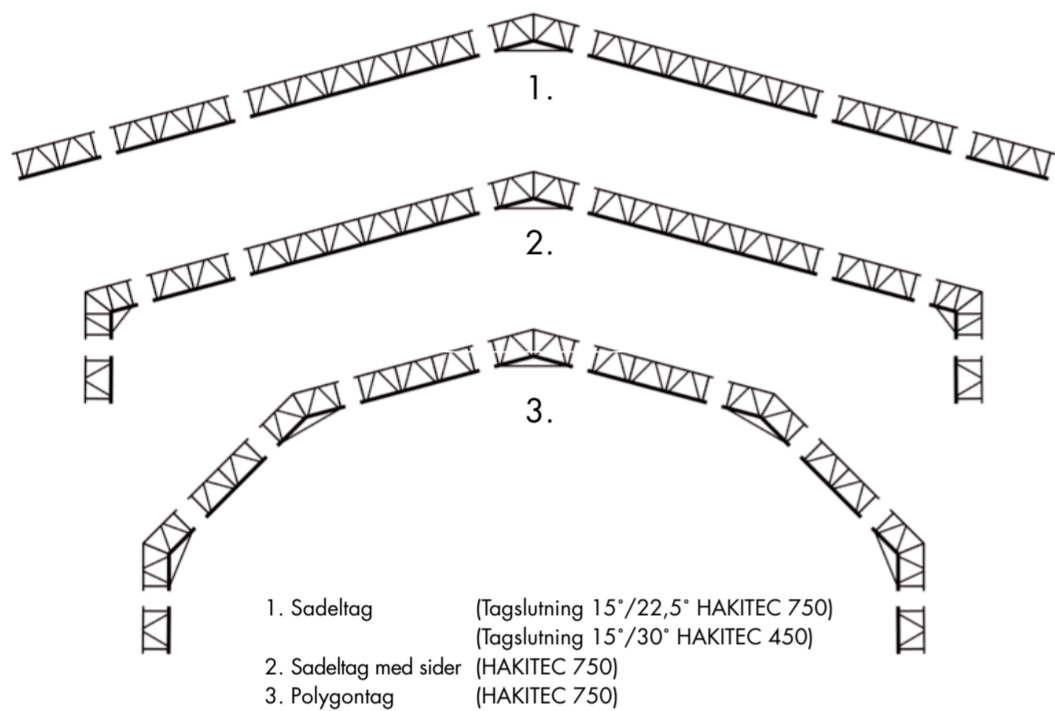 1.
2.
3.
1. Sadeltag (Tagslutning 15˚/22,5˚ HAKITEC 750)
(Tagslutning 15˚/30˚ HAKITEC 450)
2. Sadeltag med sider (HAKITEC 750)
3. Polygontag (HAKITEC 750)